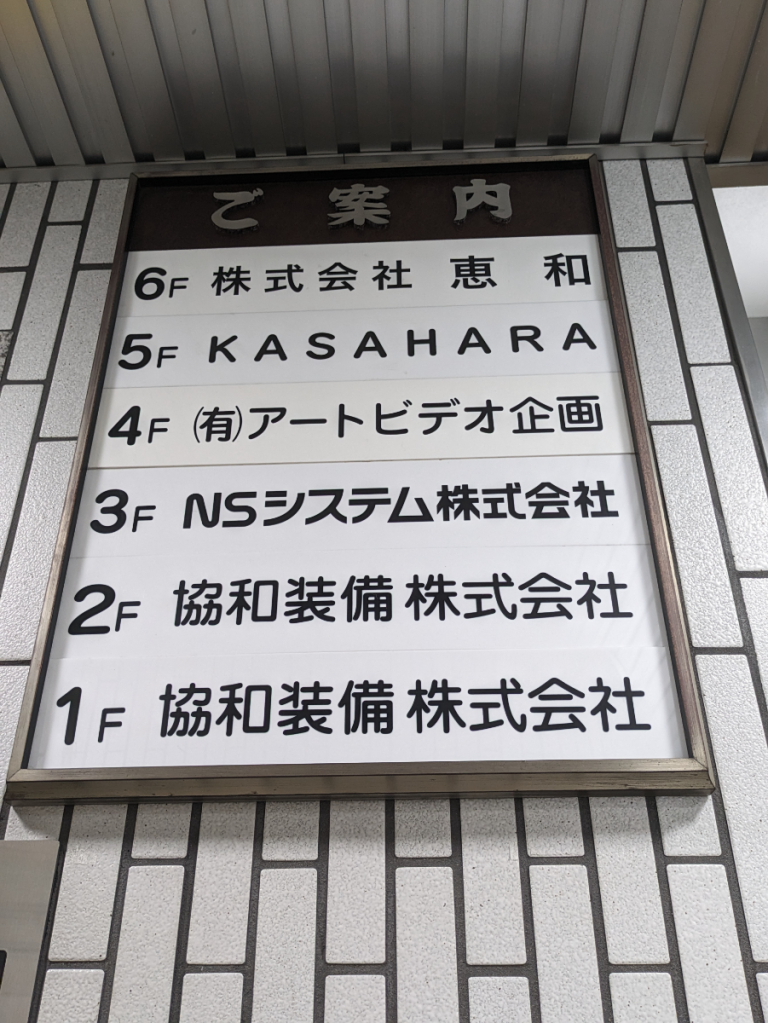 ご案内
6F 株式会社 恵和
5F KASAHARA
4F ㈲アートビデオ企画
3F NSシステム株式会社
2F 協和装備株式会社
1F 協和装備株式会社